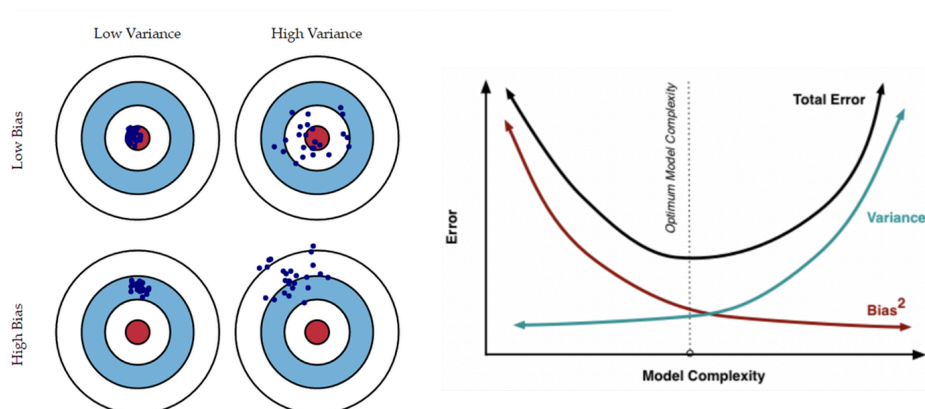 Low Variance
High Variance
Low Bias
High Bias
Error
Optimum Model Complexity
Total Error
Variance
Bias²
Model Complexity